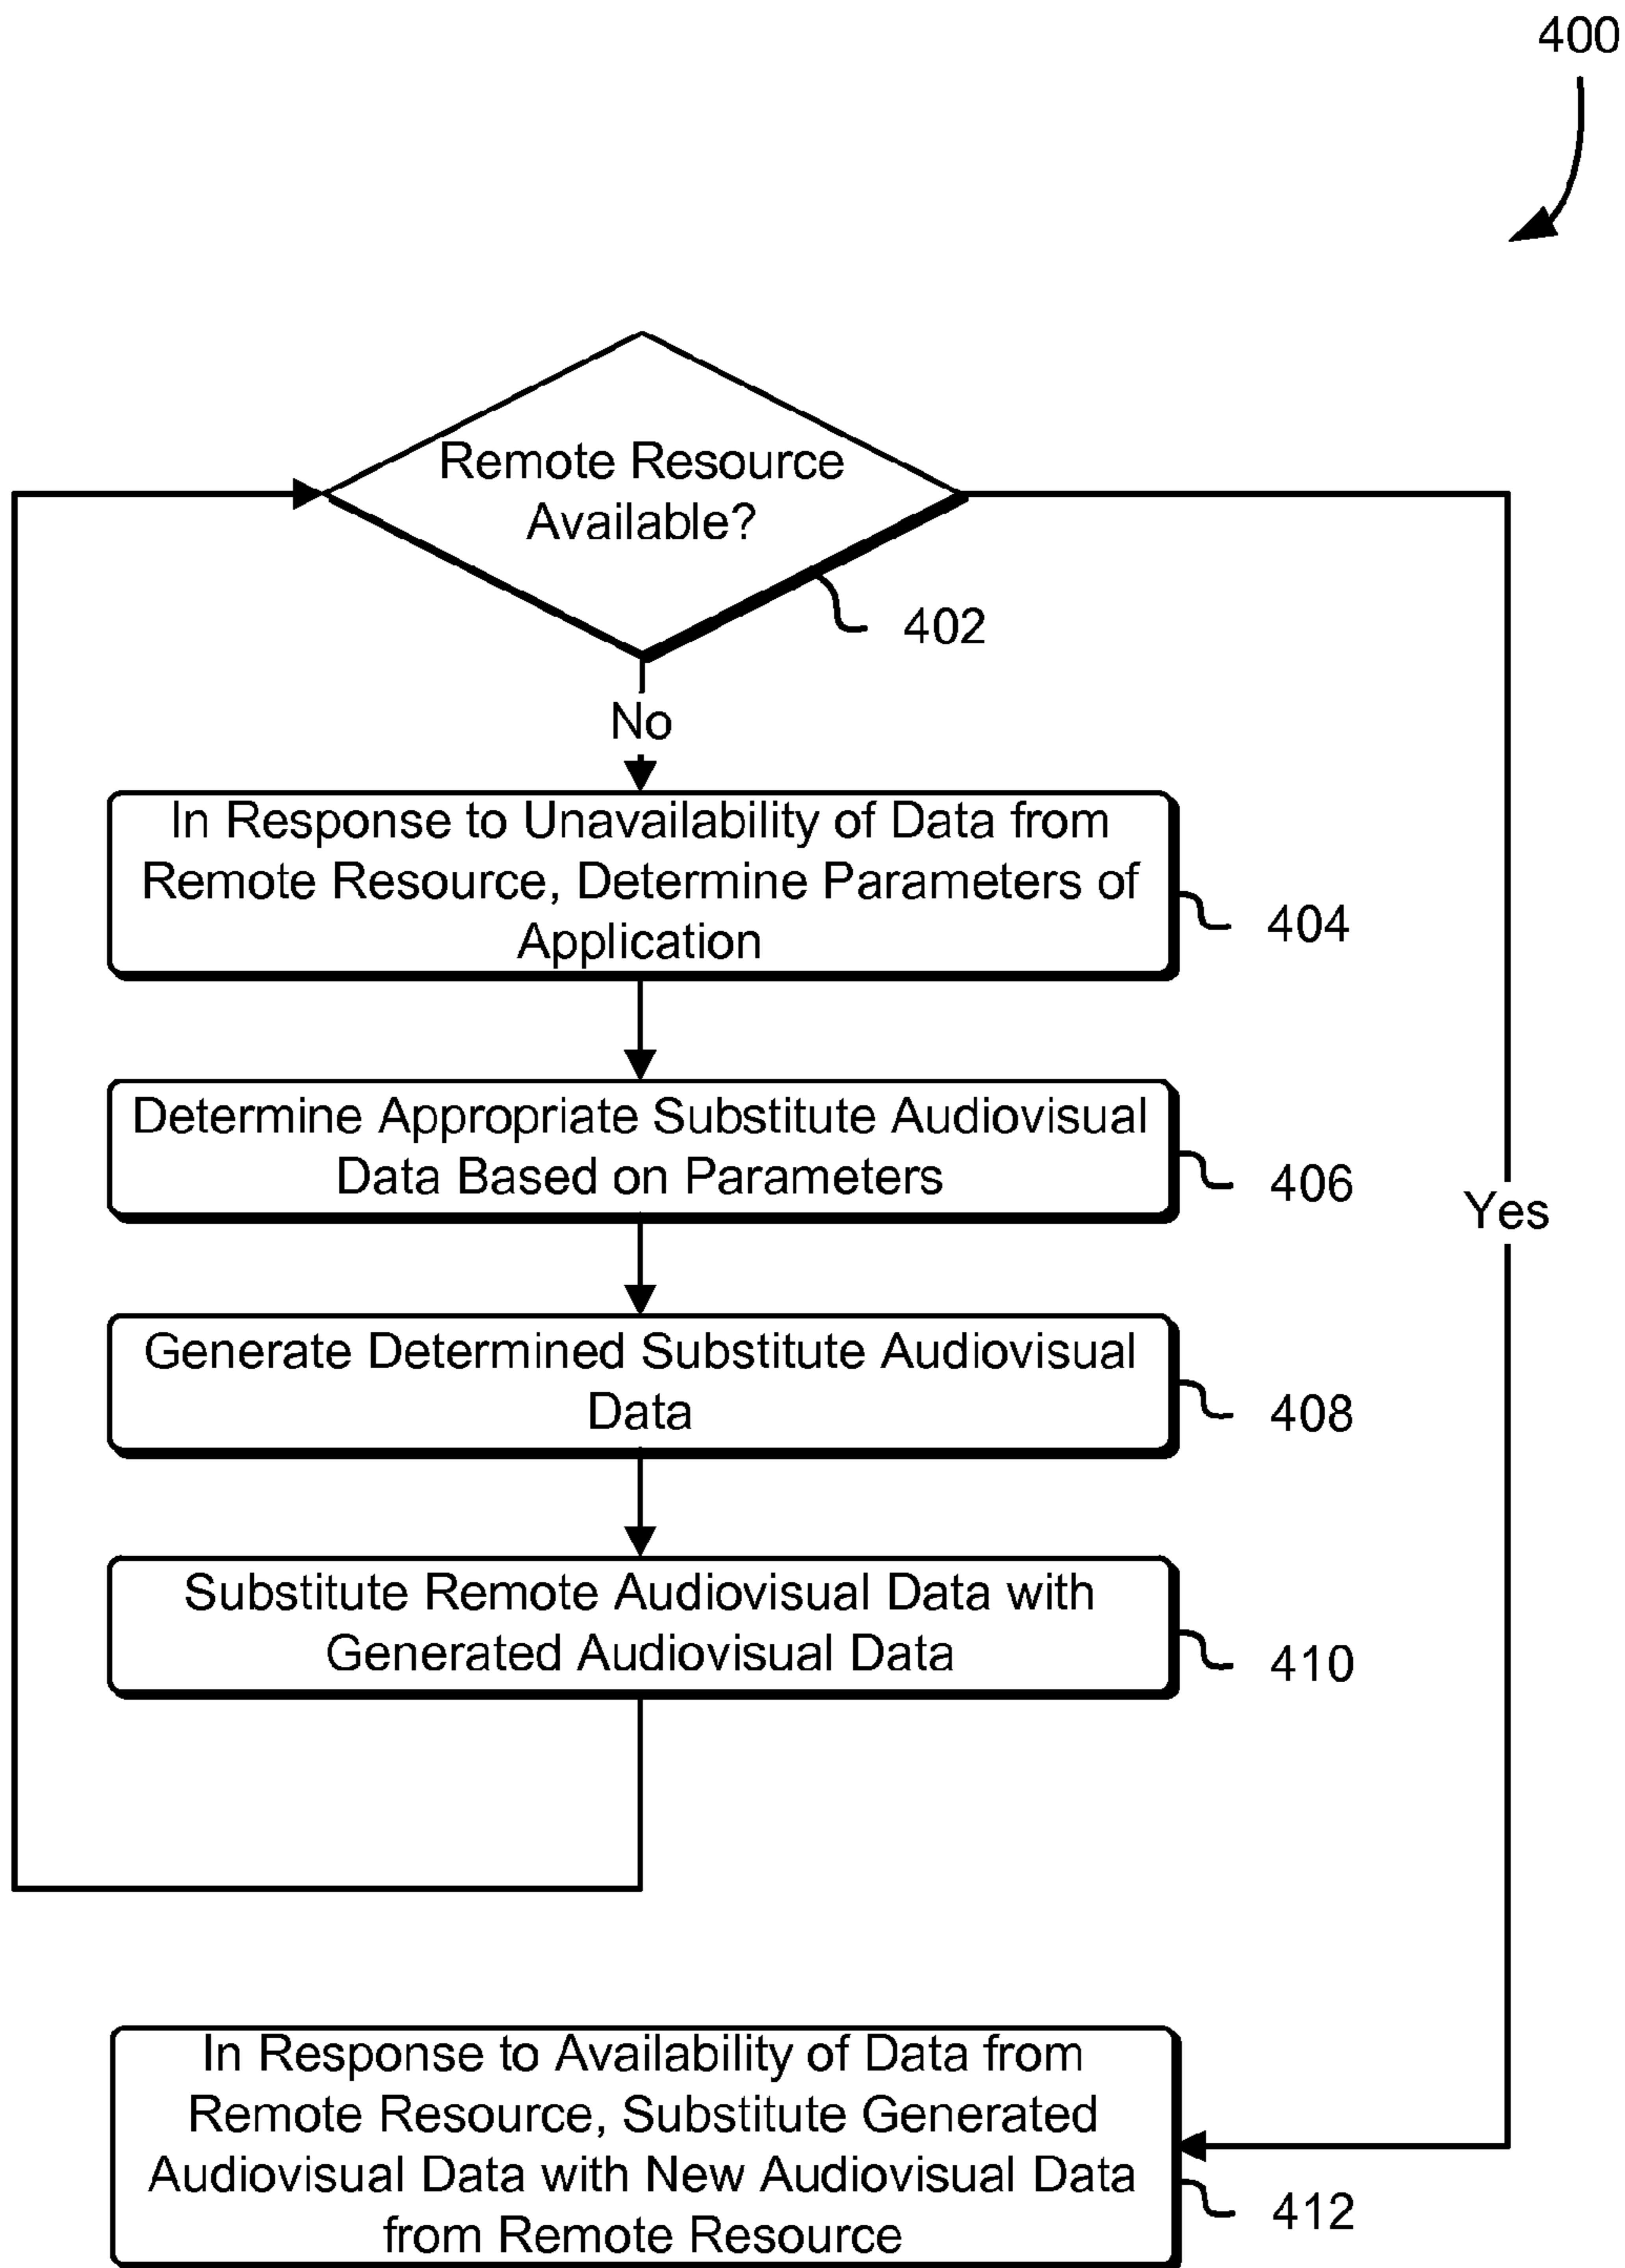 400
Remote Resource
Available?
402
No
In Response to Unavailability of Data from
Remote Resource, Determine Parameters of
Application
404
Determine Appropriate Substitute Audiovisual
Data Based on Parameters
406
Yes
Generate Determined Substitute Audiovisual
Data
408
Substitute Remote Audiovisual Data with
Generated Audiovisual Data
410
In Response to Availability of Data from
Remote Resource, Substitute Generated
Audiovisual Data with New Audiovisual Data
from Remote Resource
412